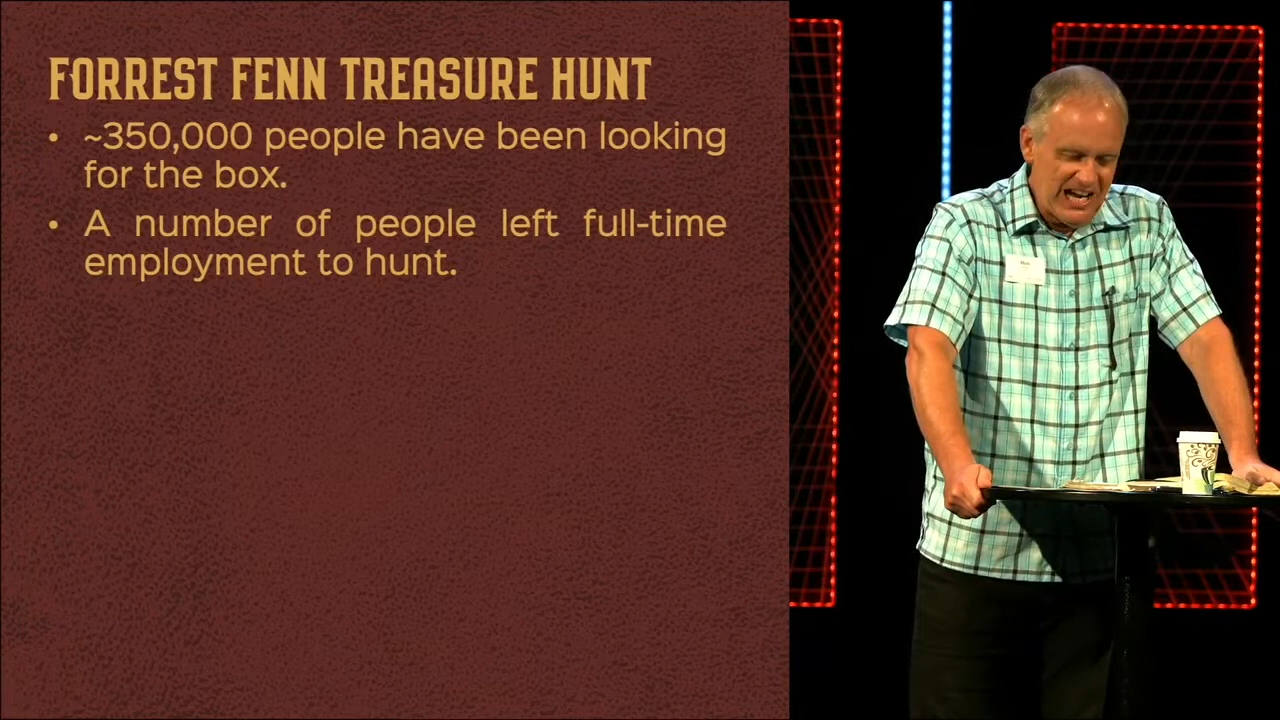 FORREST FENN TREASURE HUNT
• ~350,000 people have been looking
for the box.
• A number of people left full-time
employment to hunt.